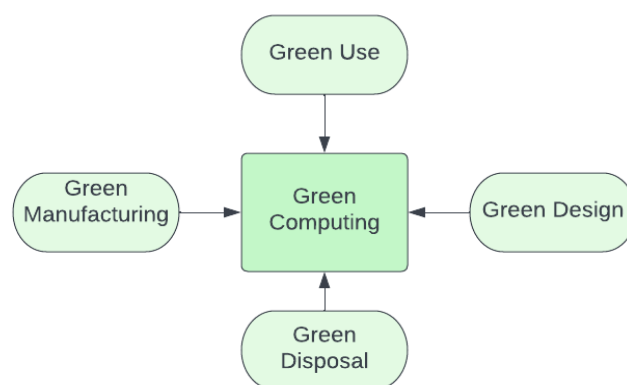 Green Use
Green
Manufacturing
Green
Computing
Green Design
Green
Disposal